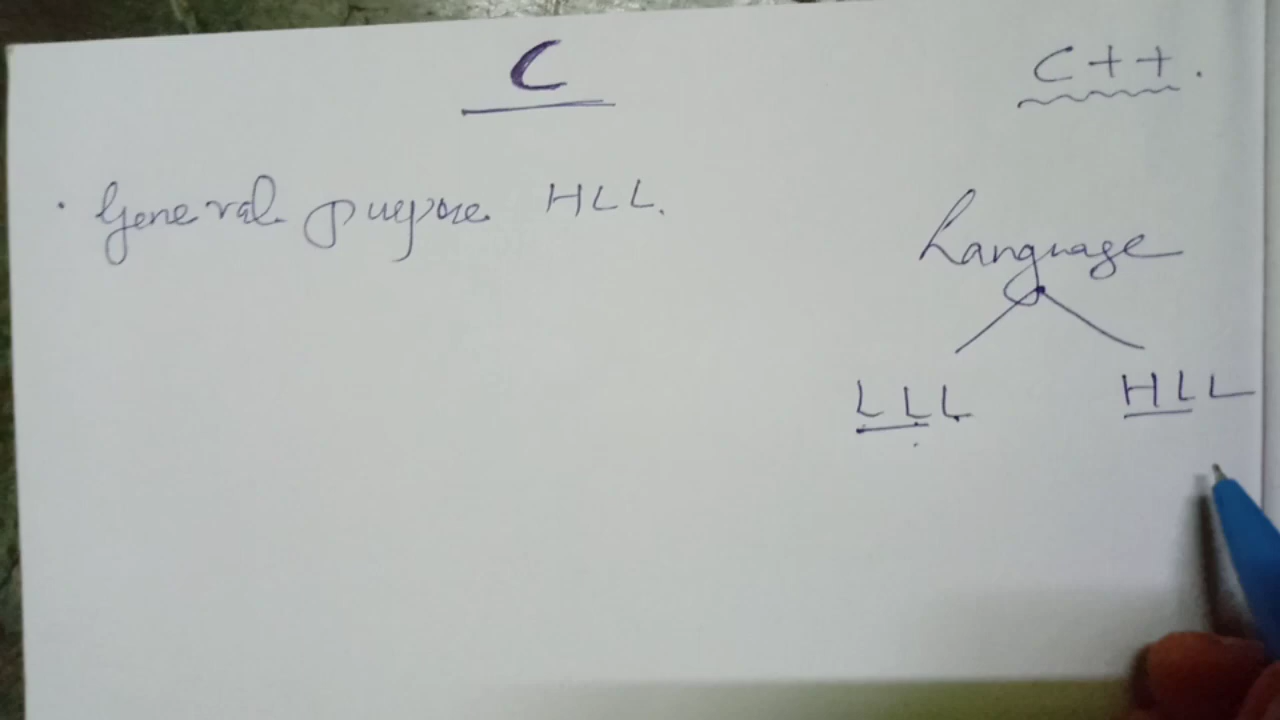 C
C++.
· General purpose HLL.
Language
LLL
HLL